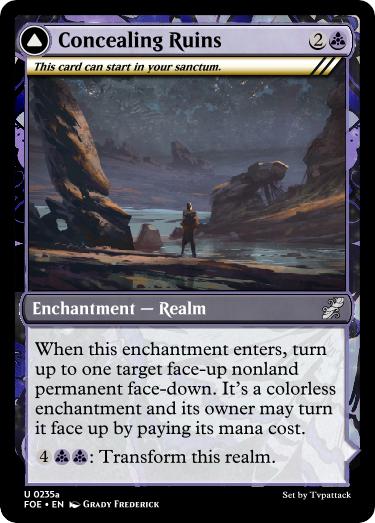 Concealing Ruins 2
This card can start in your sanctum.
Enchantment — Realm
When this enchantment enters, turn
up to one target face-up nonland
permanent face-down. It's a colorless
enchantment and its owner may turn
it face up by paying its mana cost.
4 : Transform this realm.
U 0235a
FOE • EN Grady Frederick
Set by Tvpattack